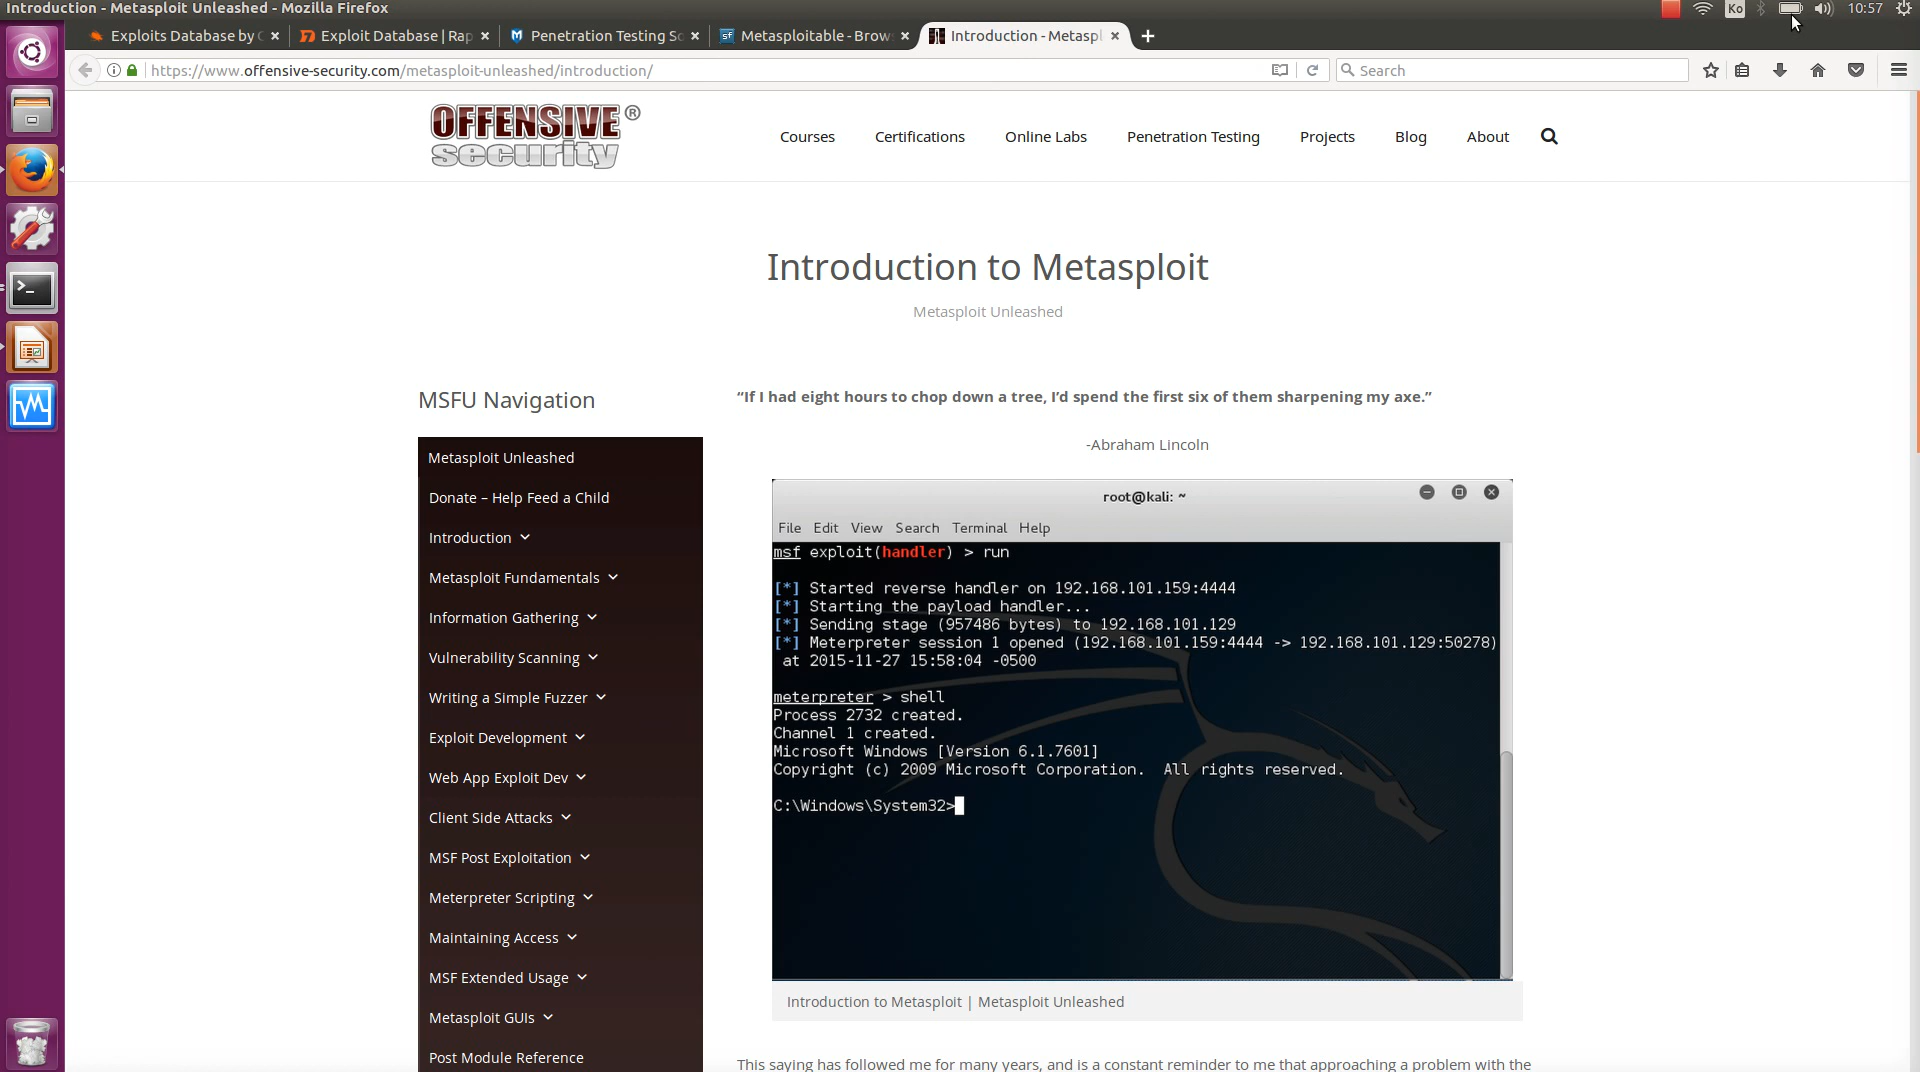 Introduction - Metasploit Unleashed - Mozilla Firefox
Ko
10:57
Exploits Database by
Exploit Database | Rap
Penetration Testing So
Metasploitable - Brow
Introduction - Metaspl
https://www.offensive-security.com/metasploit-unleashed/introduction/
Search
OFFENSIVE®
security
Courses
Certifications
Online Labs
Penetration Testing
Projects
Blog
About
Introduction to Metasploit
Metasploit Unleashed
MSFU Navigation
Metasploit Unleashed
Donate – Help Feed a Child
Introduction
Metasploit Fundamentals
Information Gathering
Vulnerability Scanning
Writing a Simple Fuzzer
Exploit Development
Web App Exploit Dev
Client Side Attacks
MSF Post Exploitation
Meterpreter Scripting
Maintaining Access
MSF Extended Usage
Metasploit GUIs
Post Module Reference
“If I had eight hours to chop down a tree, I’d spend the first six of them sharpening my axe.”
-Abraham Lincoln
root@kali: ~
File Edit View Search Terminal Help
msf exploit(handler) > run
[*] Started reverse handler on 192.168.101.159:4444
[*] Starting the payload handler...
[*] Sending stage (957486 bytes) to 192.168.101.129
[*] Meterpreter session 1 opened (192.168.101.159:4444 -> 192.168.101.129:50278)
at 2015-11-27 15:58:04 -0500
meterpreter > shell
Process 2732 created.
Channel 1 created.
Microsoft Windows [Version 6.1.7601]
Copyright (c) 2009 Microsoft Corporation.  All rights reserved.
C:\Windows\System32>
Introduction to Metasploit | Metasploit Unleashed
This saying has followed me for many years, and is a constant reminder to me that approaching a problem with the